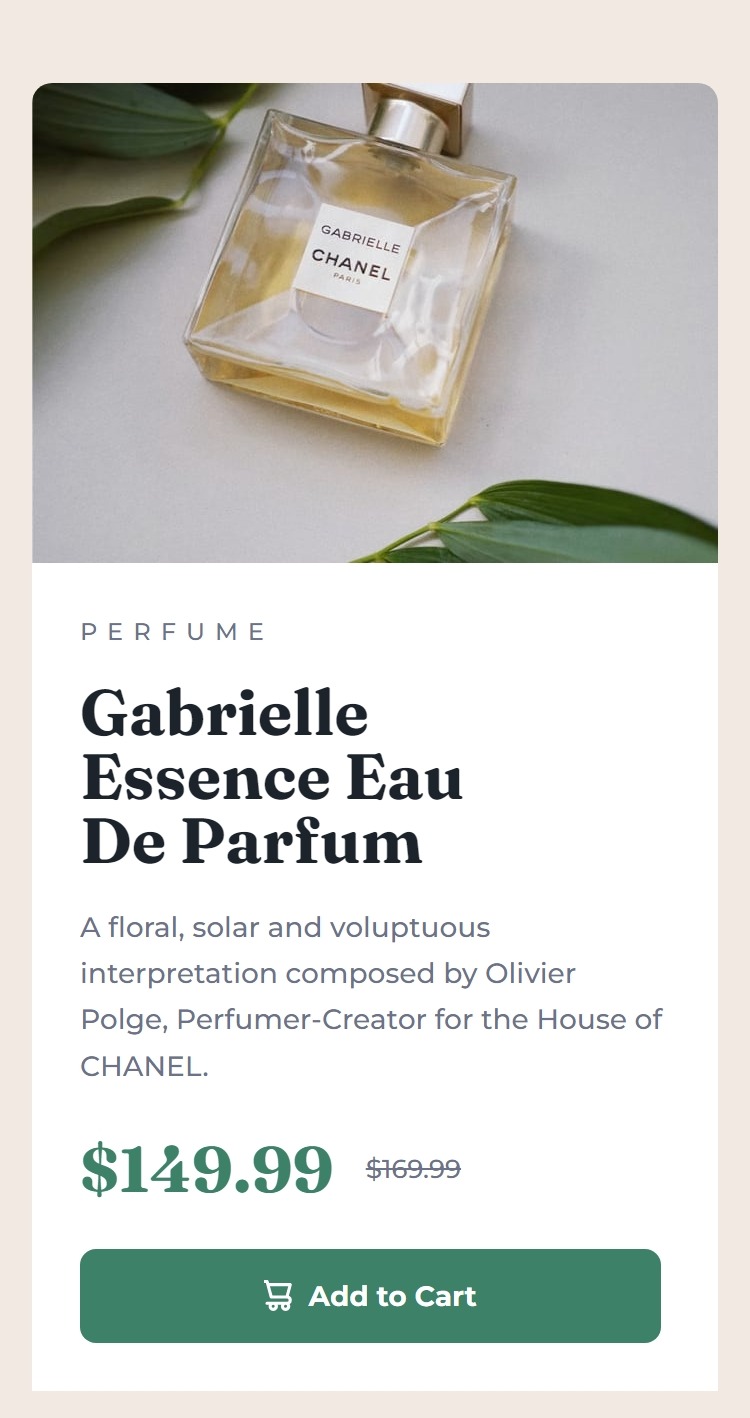 GABRIELLE
CHANEL
PARIS
PERFUME
Gabrielle
Essence Eau
De Parfum
A floral, solar and voluptuous
interpretation composed by Olivier
Polge, Perfumer-Creator for the House of
CHANEL.
$149.99 $169.99
Add to Cart